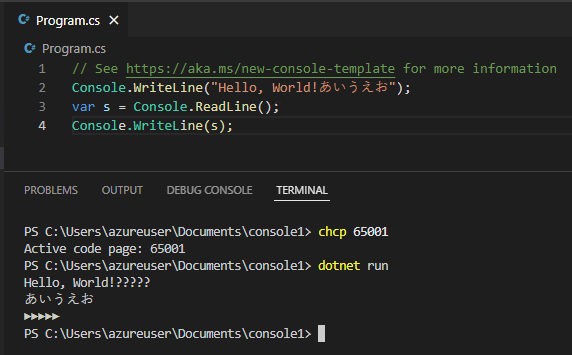 Program.cs
Program.cs
1 // See https://aka.ms/new-console-template for more information
2 Console.WriteLine("Hello, World!あいうえお");
3 var s = Console.ReadLine();
4 Console.WriteLine(s);
PROBLEMS OUTPUT DEBUG CONSOLE TERMINAL
PS C:\Users\azureuser\Documents\console1> chcp 65001
Active code page: 65001
PS C:\Users\azureuser\Documents\console1> dotnet run
Hello, World!?????
あいうえお
▶▶▶▶▶
PS C:\Users\azureuser\Documents\console1>